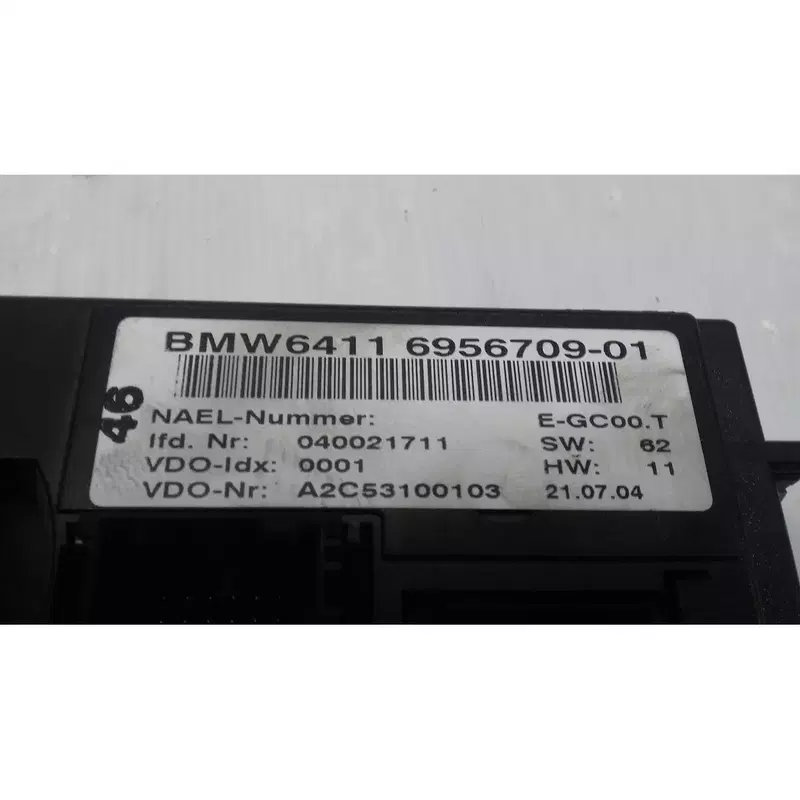 BMW6411 6956709-01
46
NAEL-Nummer: E-GC00.T
lfd. Nr: 040021711 SW: 62
VDO-Idx: 0001 HW: 11
VDO-Nr: A2C53100103 21.07.04